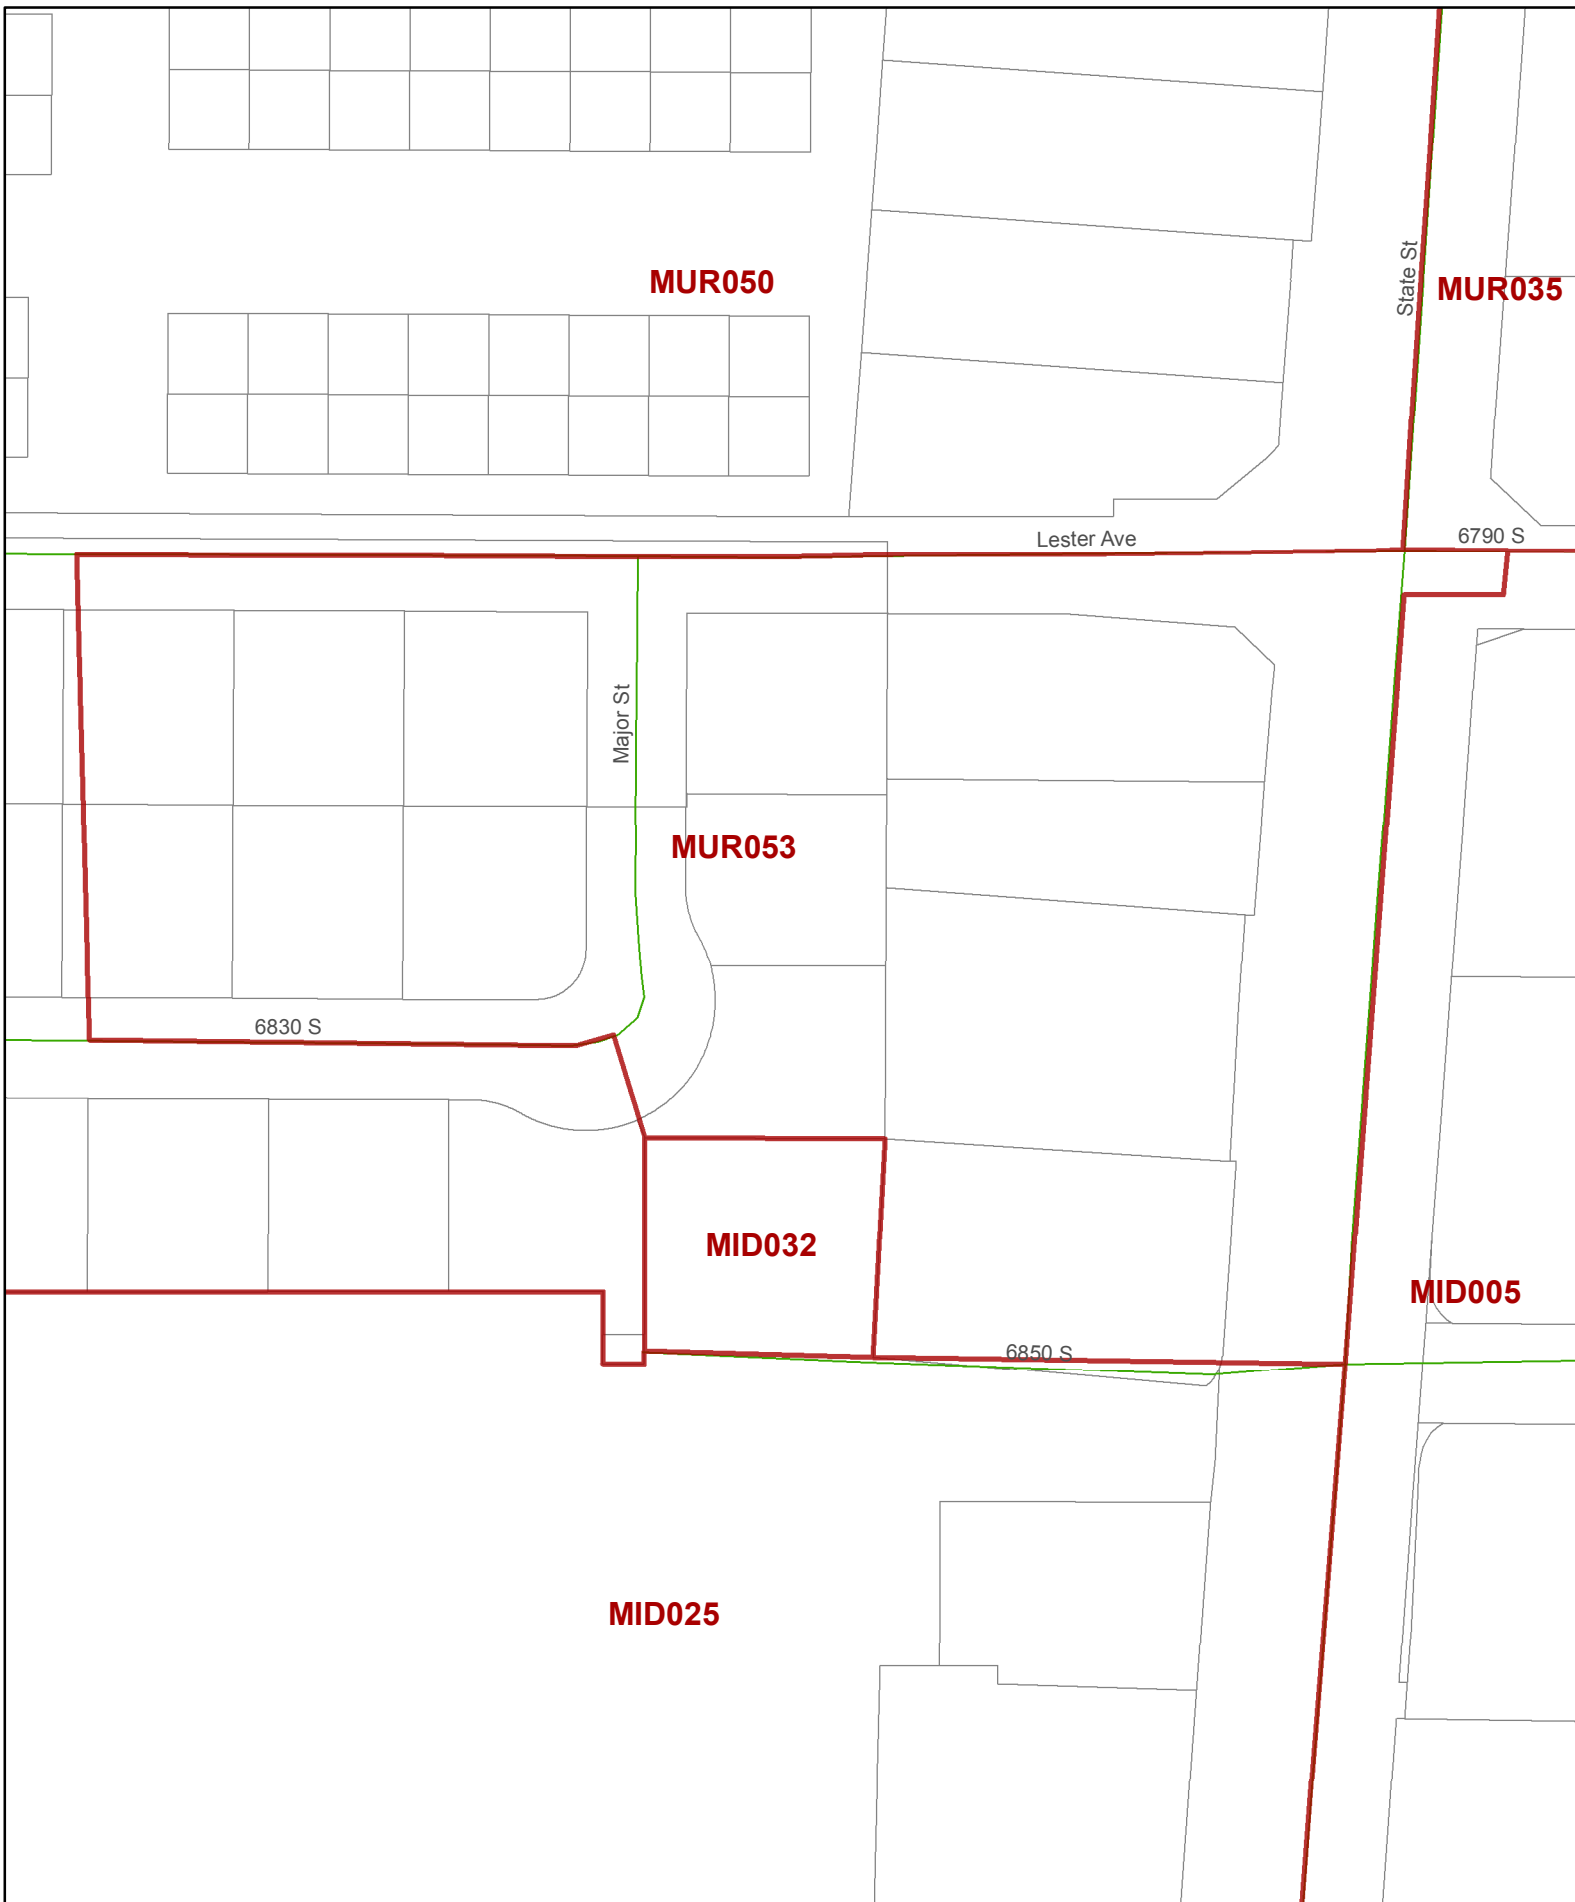 MUR050
State St
MUR035
Lester Ave
6790 S
Major St
MUR053
6830 S
MID032
MID005
6850 S
MID025